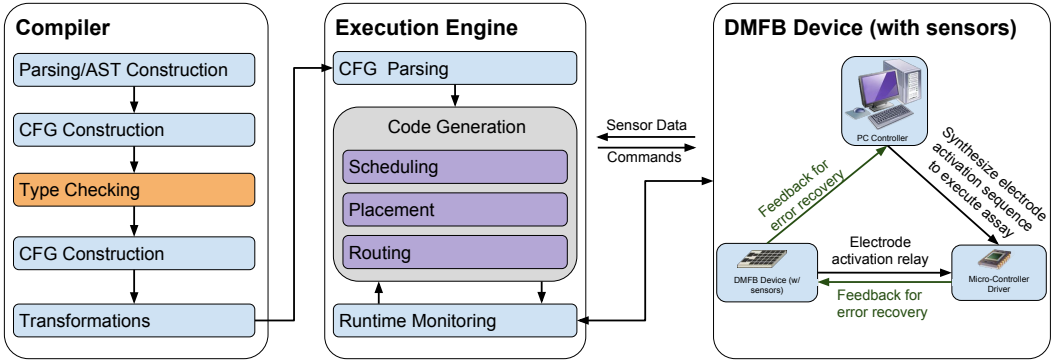 Compiler
Parsing/AST Construction
CFG Construction
Type Checking
CFG Construction
Transformations
Execution Engine
CFG Parsing
Code Generation
Scheduling
Placement
Routing
Runtime Monitoring
Sensor Data
Commands
DMFB Device (with sensors)
PC Controller
Feedback for
error recovery
Synthesize electrode
activation sequence
to execute assay
DMFB Device (w/
sensors)
Electrode
activation relay
Feedback for
error recovery
Micro-Controller
Driver